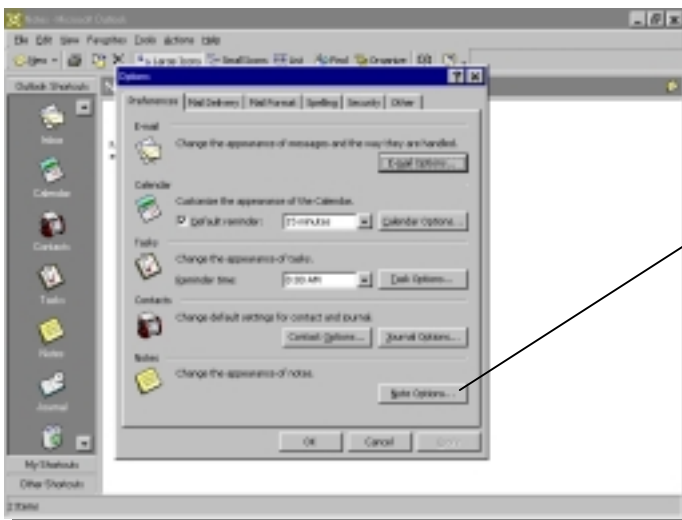 Notes - Microsoft Outlook
File Edit View Favorites Tools Actions Help
New Large Icons Small Icons List Find Organize
Outlook Shortcuts
Inbox
Calendar
Contacts
Tasks
Notes
Journal
My Shortcuts
Other Shortcuts
2 Items
Options
Preferences Mail Delivery Mail Format Spelling Security Other
E-mail
Change the appearance of messages and the way they are handled.
E-mail Options...
Calendar
Customize the appearance of the Calendar.
Default reminder: 15 minutes Calendar Options...
Tasks
Change the appearance of tasks.
Reminder time: 8:00 AM Task Options...
Contacts
Change default settings for contact and journal.
Contact Options... Journal Options...
Notes
Change the appearance of notes.
Note Options...
OK Cancel Apply